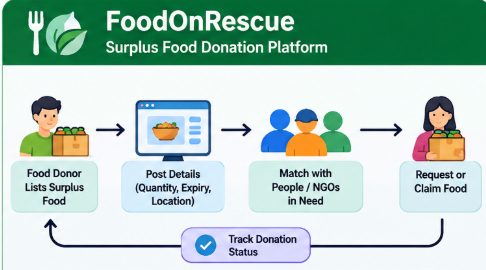 FoodOnRescue
Surplus Food Donation Platform
Food Donor
Lists Surplus
Food
Post Details
(Quantity, Expiry,
Location)
Match with
People / NGOs
in Need
Request or
Claim Food
Track Donation
Status